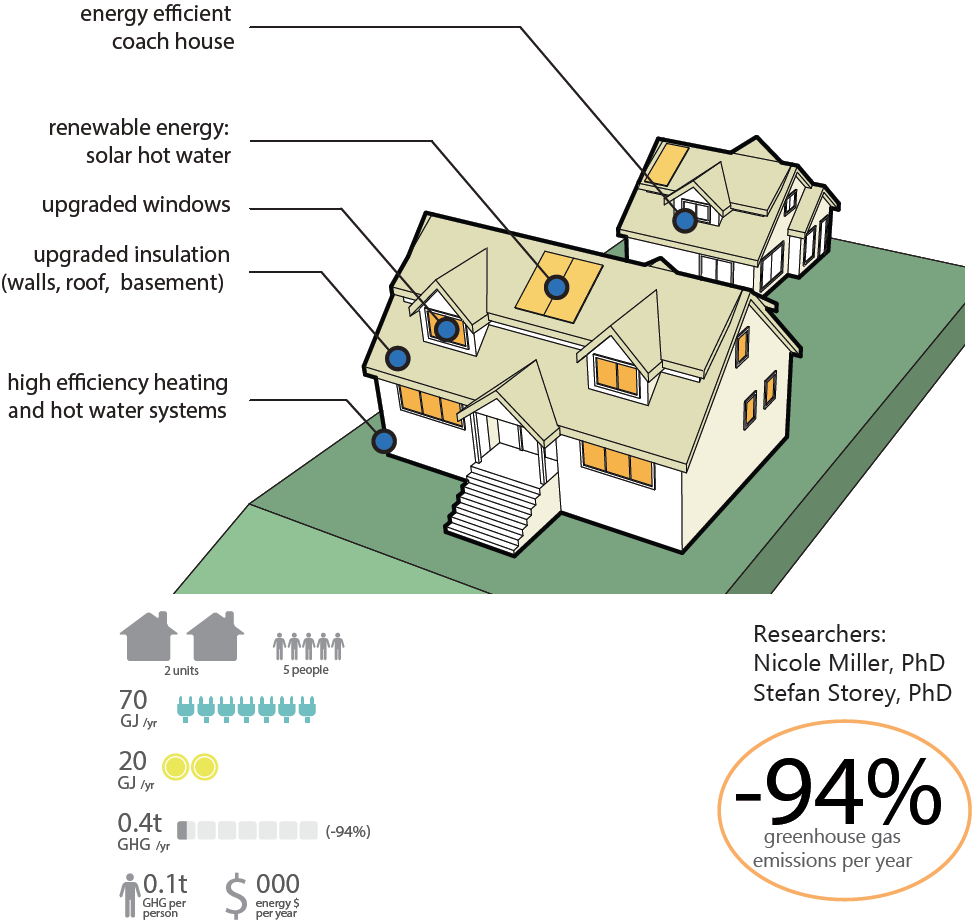 energy efficient
coach house
renewable energy:
solar hot water
upgraded windows
upgraded insulation
(walls, roof, basement)
high efficiency heating
and hot water systems
2 units
5 people
70
GJ /yr
20
GJ /yr
0.4t
GHG /yr
(-94%)
0.1t
GHG per
person
$ 000
energy $
per year
Researchers:
Nicole Miller, PhD
Stefan Storey, PhD
-94%
greenhouse gas
emissions per year